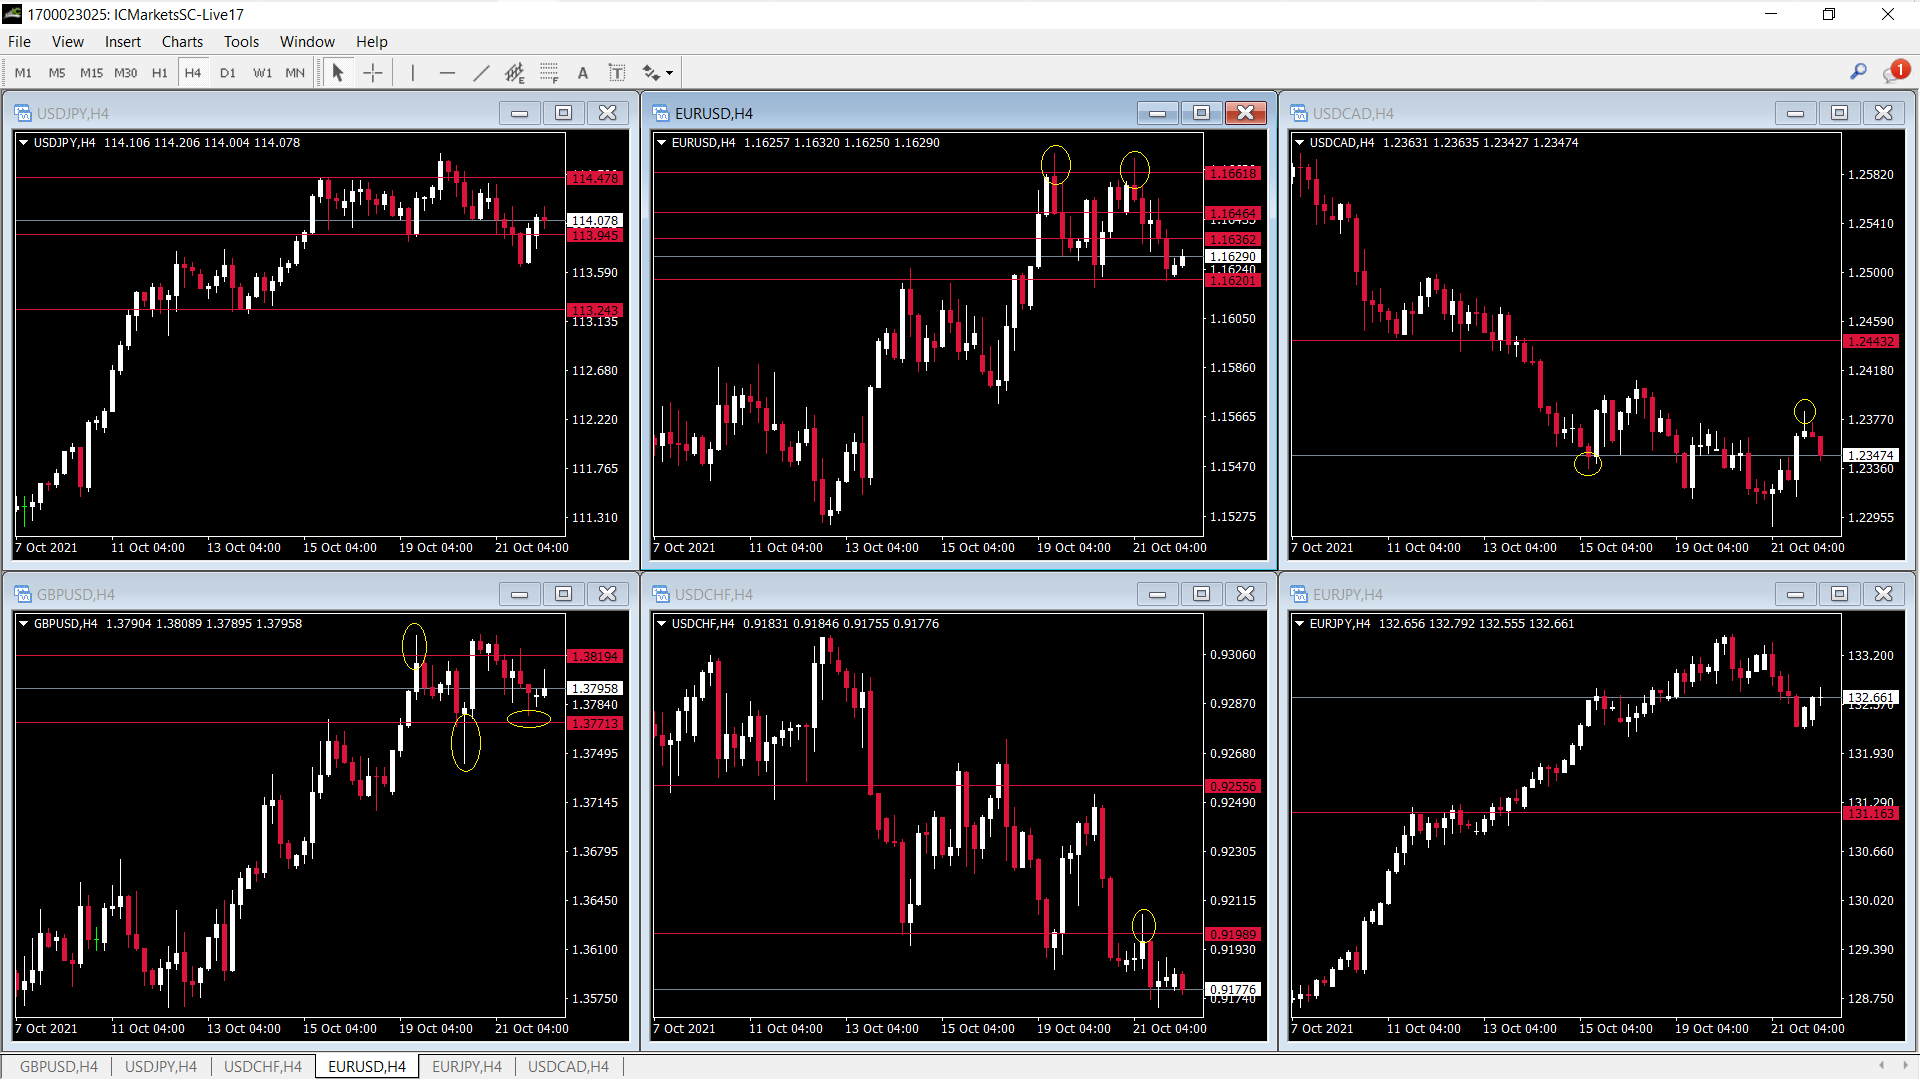 1700023025: ICMarketsSC-Live17
File View Insert Charts Tools Window Help
M1 M5 M15 M30 H1 H4 D1 W1 MN E F A T 1
USDJPY,H4
USDJPY,H4 114.106 114.206 114.004 114.078
114.478
114.078
113.945
113.590
113.243
113.135
112.680
112.220
111.765
111.310
7 Oct 2021 11 Oct 04:00 13 Oct 04:00 15 Oct 04:00 19 Oct 04:00 21 Oct 04:00
EURUSD,H4
EURUSD,H4 1.16257 1.16320 1.16250 1.16290
1.16618
1.16464
1.16362
1.16290
1.16240
1.16201
1.16050
1.15860
1.15665
1.15470
1.15275
7 Oct 2021 11 Oct 04:00 13 Oct 04:00 15 Oct 04:00 19 Oct 04:00 21 Oct 04:00
USDCAD,H4
USDCAD,H4 1.23631 1.23635 1.23427 1.23474
1.25820
1.25410
1.25000
1.24590
1.24432
1.24180
1.23770
1.23474
1.23360
1.22955
7 Oct 2021 11 Oct 04:00 13 Oct 04:00 15 Oct 04:00 19 Oct 04:00 21 Oct 04:00
GBPUSD,H4
GBPUSD,H4 1.37904 1.38089 1.37895 1.37958
1.38194
1.37958
1.37840
1.37713
1.37495
1.37145
1.36795
1.36450
1.36100
1.35750
7 Oct 2021 11 Oct 04:00 13 Oct 04:00 15 Oct 04:00 19 Oct 04:00 21 Oct 04:00
USDCHF,H4
USDCHF,H4 0.91831 0.91846 0.91755 0.91776
0.93060
0.92870
0.92680
0.92556
0.92490
0.92305
0.92115
0.91989
0.91930
0.91776
0.91740
7 Oct 2021 11 Oct 04:00 13 Oct 04:00 15 Oct 04:00 19 Oct 04:00 21 Oct 04:00
EURJPY,H4
EURJPY,H4 132.656 132.792 132.555 132.661
133.200
132.661
132.570
131.930
131.290
131.163
130.660
130.020
129.390
128.750
7 Oct 2021 11 Oct 04:00 13 Oct 04:00 15 Oct 04:00 19 Oct 04:00 21 Oct 04:00
GBPUSD,H4 USDJPY,H4 USDCHF,H4 EURUSD,H4 EURJPY,H4 USDCAD,H4